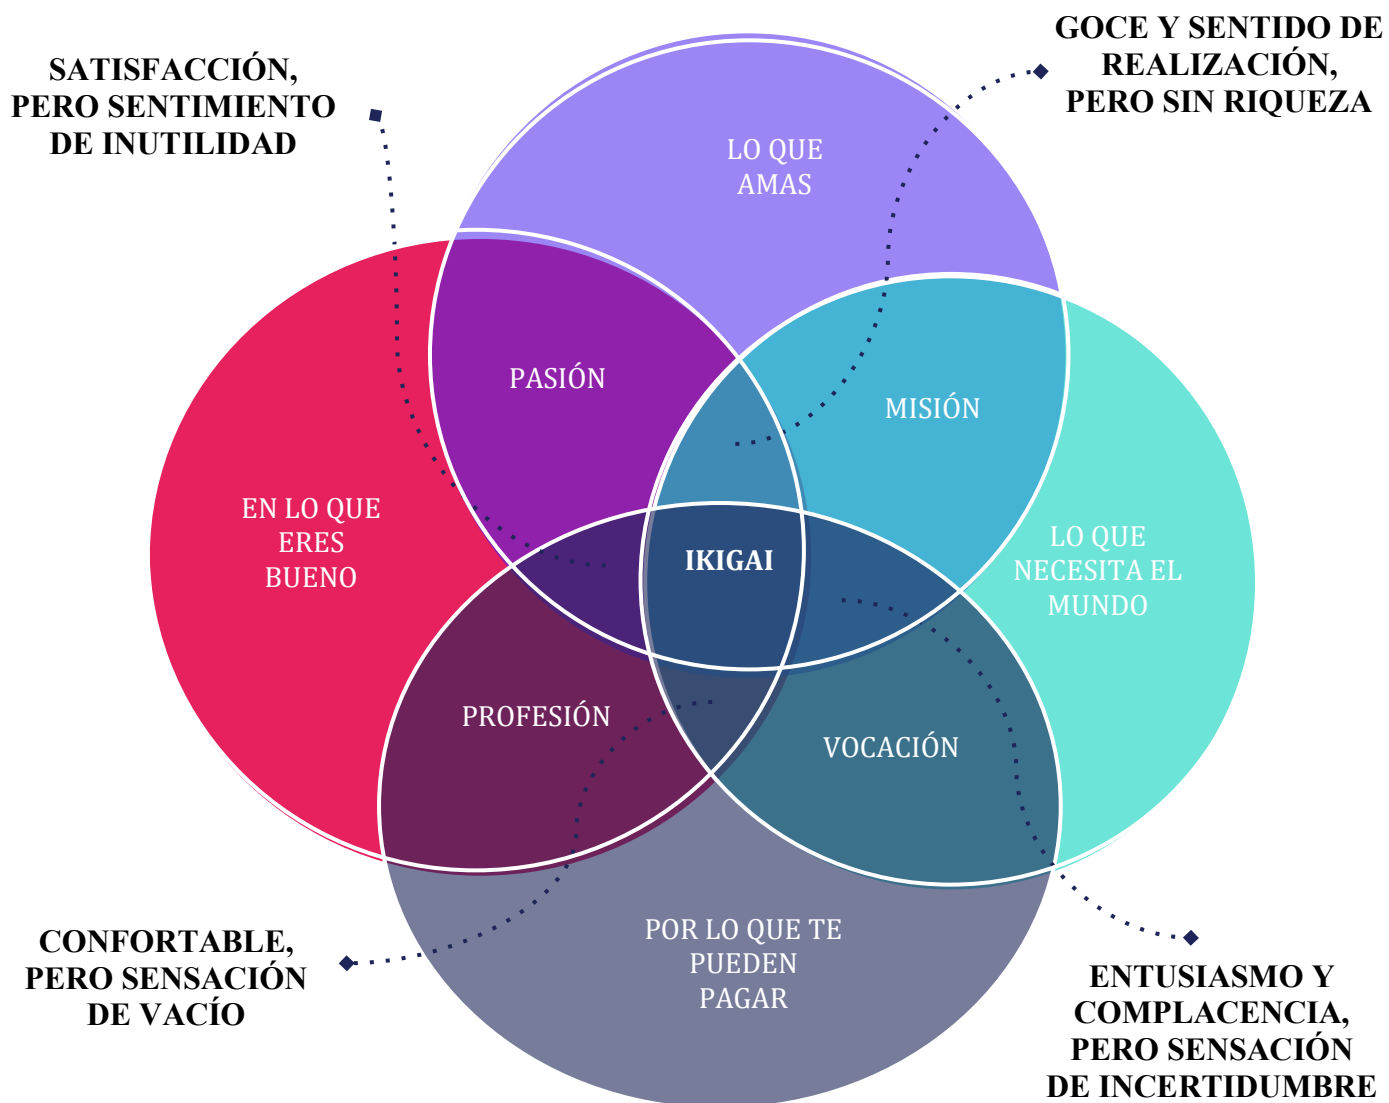 GOCE Y SENTIDO DE
REALIZACIÓN,
PERO SIN RIQUEZA
SATISFACCIÓN,
PERO SENTIMIENTO
DE INUTILIDAD
LO QUE
AMAS
PASIÓN
MISIÓN
EN LO QUE
ERES
BUENO
IKIGAI
LO QUE
NECESITA EL
MUNDO
PROFESIÓN
VOCACIÓN
POR LO QUE TE
PUEDEN
PAGAR
CONFORTABLE,
PERO SENSACIÓN
DE VACÍO
ENTUSIASMO Y
COMPLACENCIA,
PERO SENSACIÓN
DE INCERTIDUMBRE